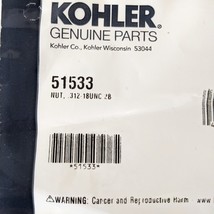 KOHLER
GENUINE PARTS
Kohler Co., Kohler Wisconsin 53044
51533
NUT, .312-18UNC 2B
*51533*
⚠WARNING: Cancer and Reproductive Harm